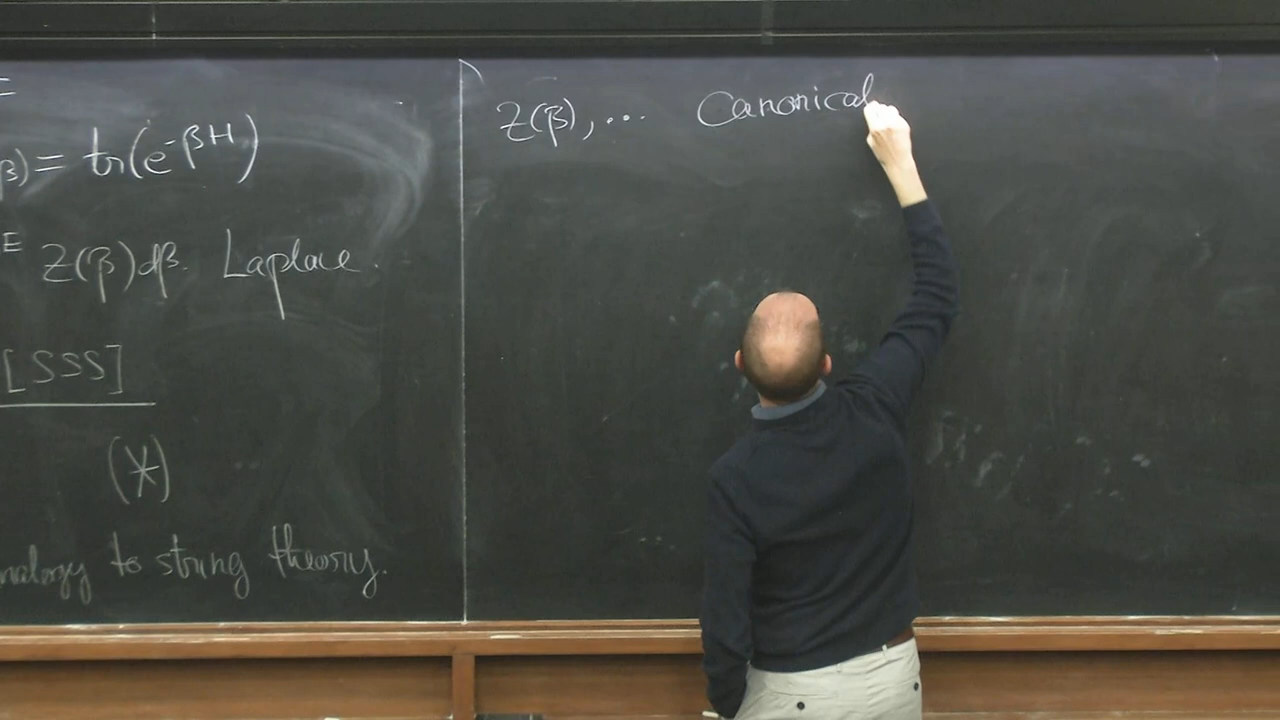 =
β) = tr(e^{-βH})
E Z(β)dβ. Laplace.
[SSS]
(*)
nalogy to string theory.
Z(β), ... Canonical